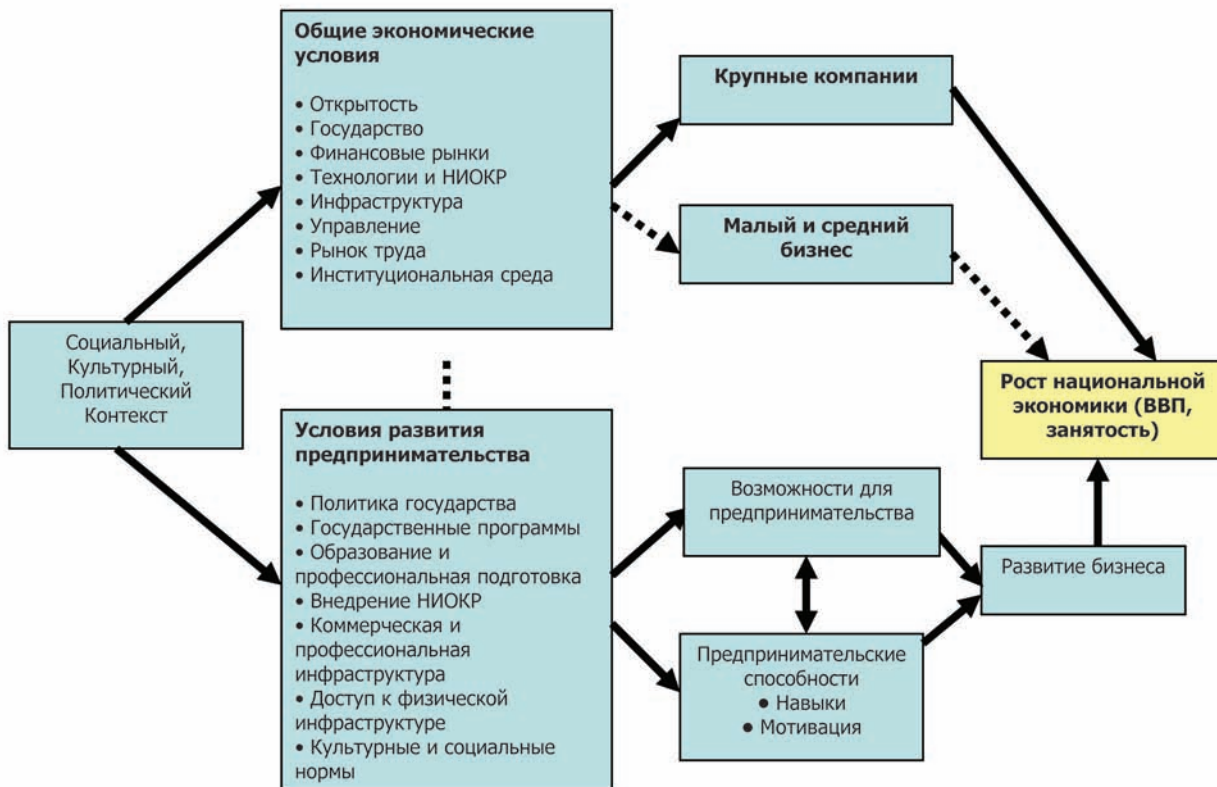 Общие экономические
условия
• Открытость
• Государство
• Финансовые рынки
• Технологии и НИОКР
• Инфраструктура
• Управление
• Рынок труда
• Институциональная среда
Крупные компании
Малый и средний
бизнес
Социальный,
Культурный,
Политический
Контекст
Рост национальной
экономики (ВВП,
занятость)
Условия развития
предпринимательства
• Политика государства
• Государственные программы
• Образование и
профессиональная подготовка
• Внедрение НИОКР
• Коммерческая и
профессиональная
инфраструктура
• Доступ к физической
инфраструктуре
• Культурные и социальные
нормы
Возможности для
предпринимательства
Развитие бизнеса
Предпринимательские
способности
● Навыки
● Мотивация